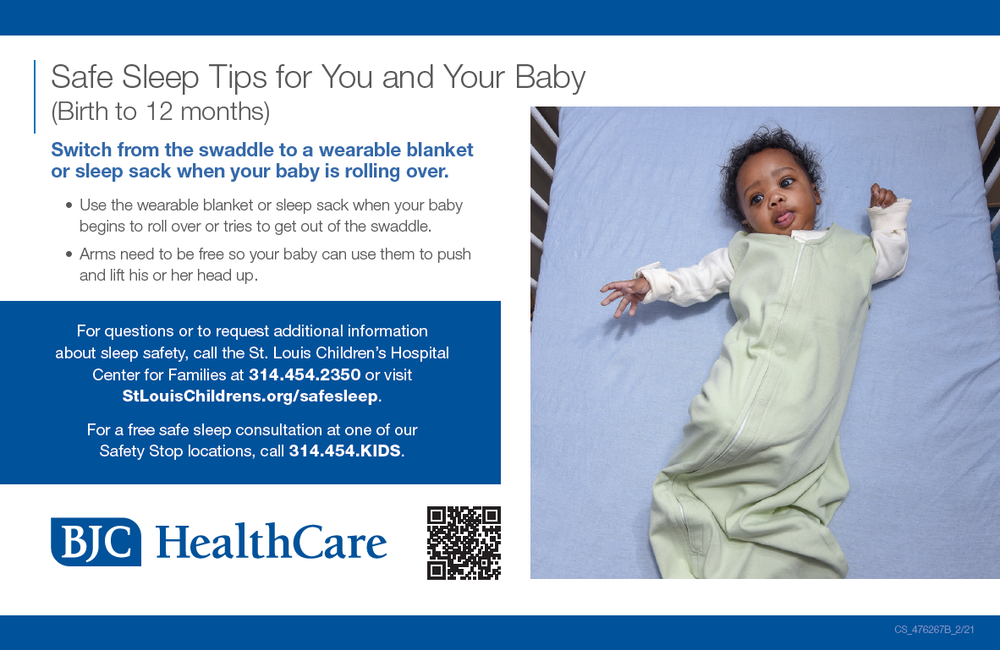 Safe Sleep Tips for You and Your Baby
(Birth to 12 months)
Switch from the swaddle to a wearable blanket
or sleep sack when your baby is rolling over.
• Use the wearable blanket or sleep sack when your baby
begins to roll over or tries to get out of the swaddle.
• Arms need to be free so your baby can use them to push
and lift his or her head up.
For questions or to request additional information
about sleep safety, call the St. Louis Children’s Hospital
Center for Families at 314.454.2350 or visit
StLouisChildrens.org/safesleep.
For a free safe sleep consultation at one of our
Safety Stop locations, call 314.454.KIDS.
BJC HealthCare
CS_476267B_2/21